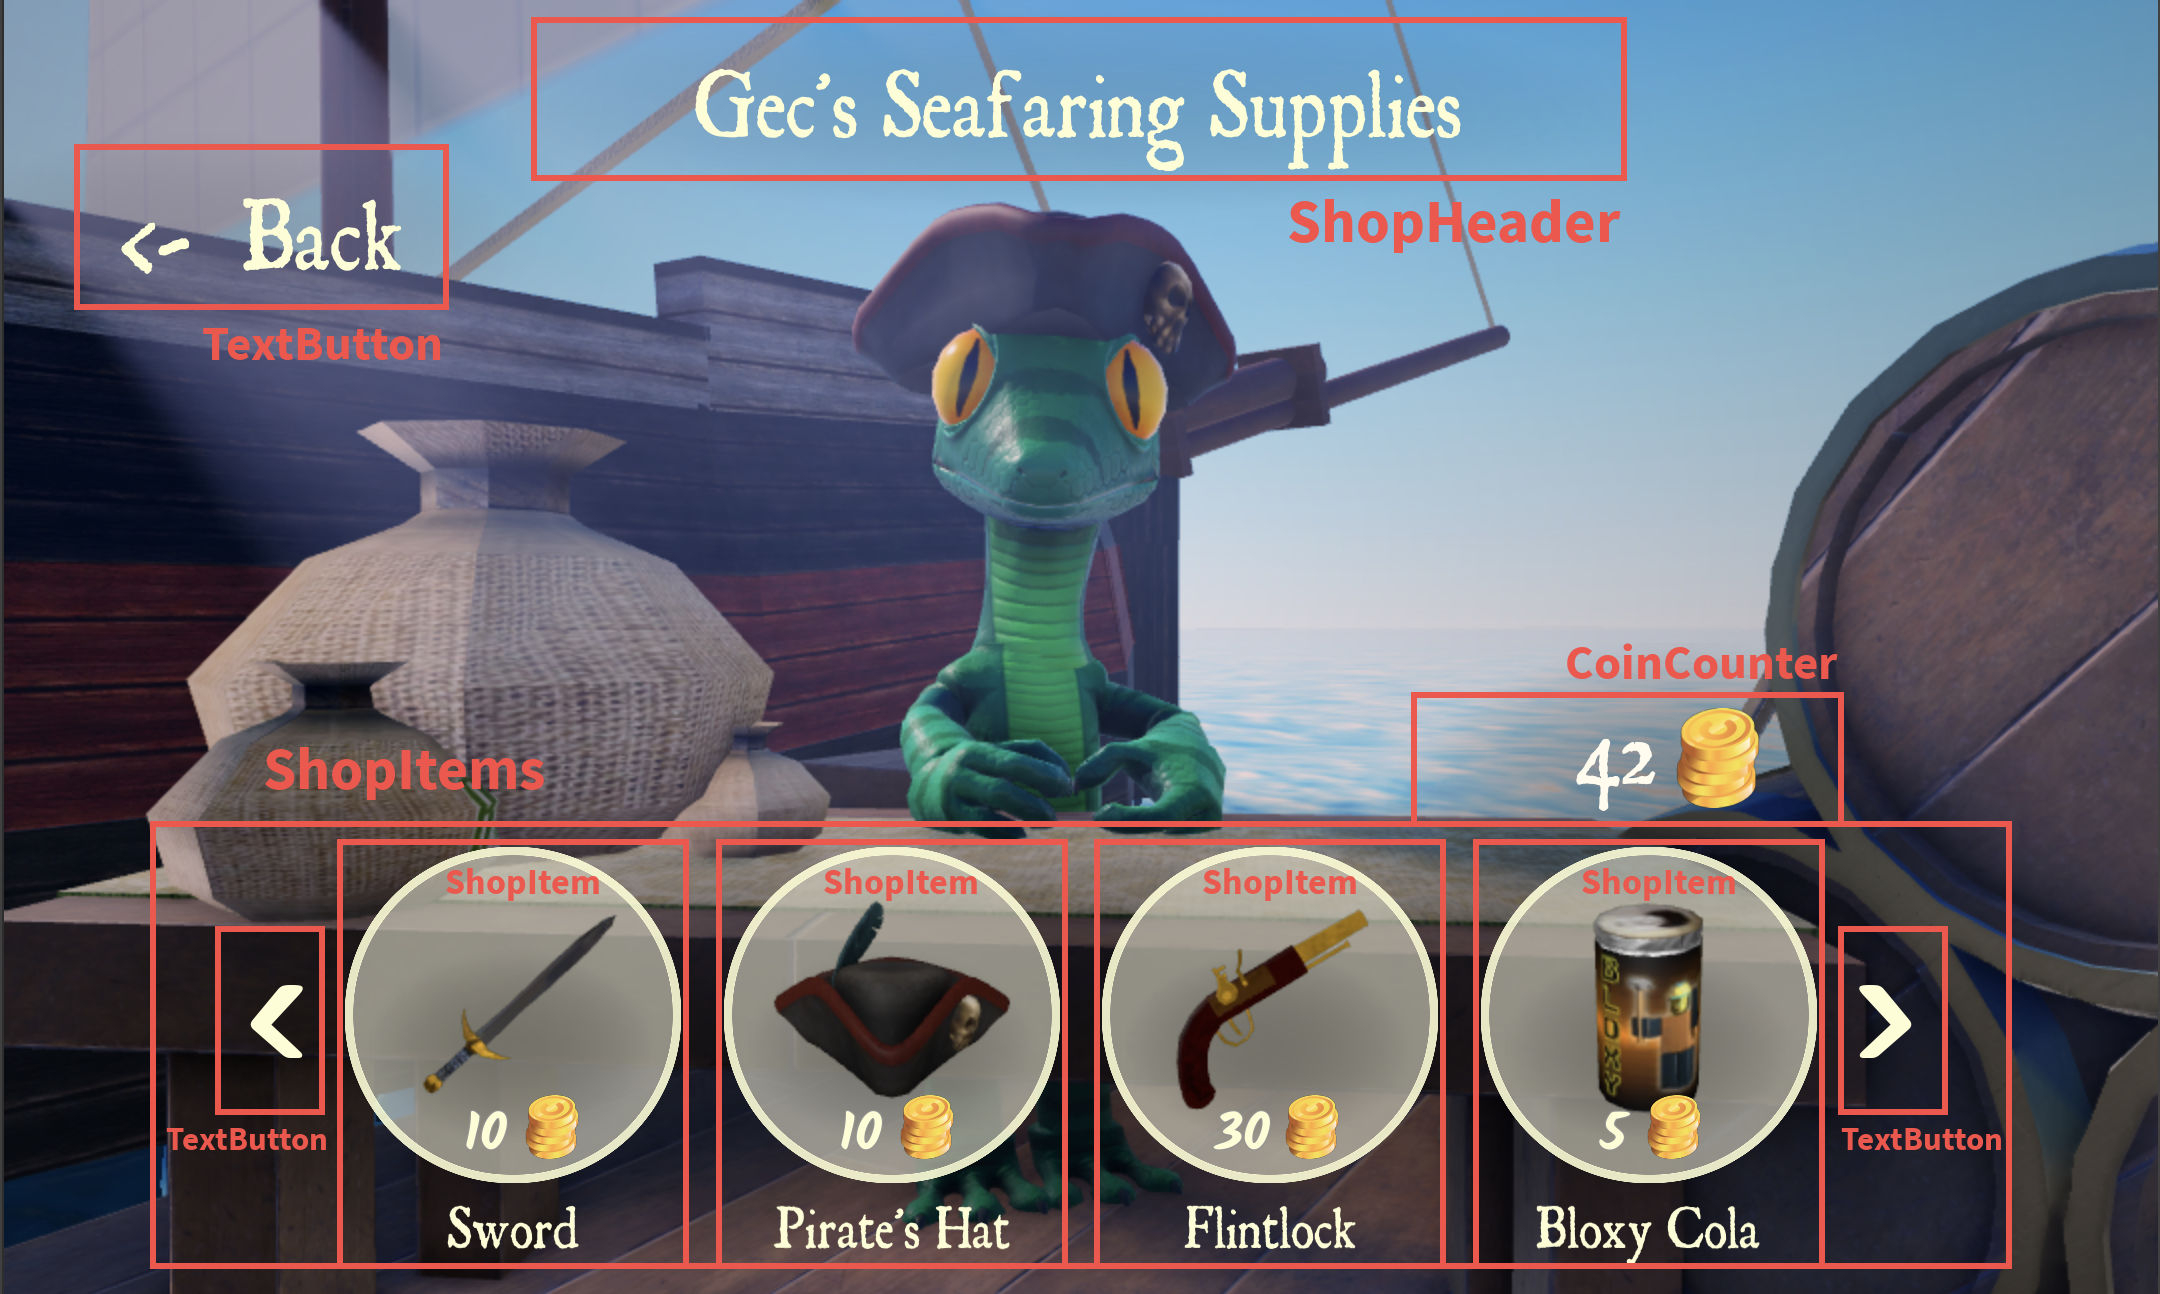 Gec's Seafaring Supplies
ShopHeader
<- Back
TextButton
CoinCounter
42
ShopItems
ShopItem ShopItem ShopItem ShopItem
BLOXY
< >
10 10 30 5
TextButton TextButton
Sword Pirate's Hat Flintlock Bloxy Cola